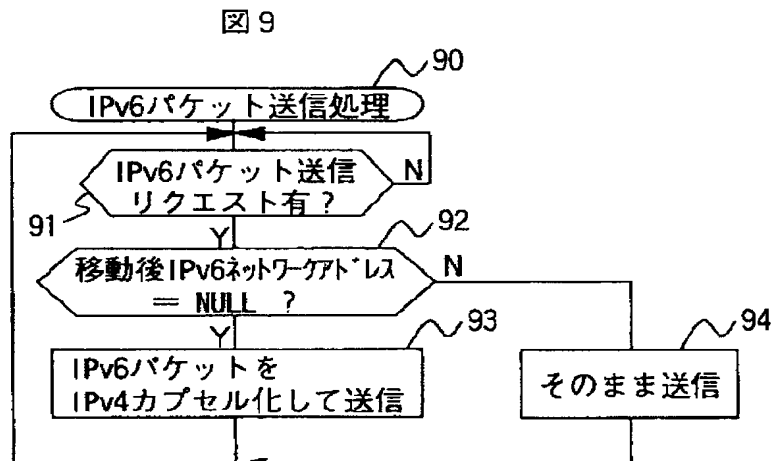 図9
90
IPv6パケット送信処理
IPv6パケット送信
リクエスト有?
N
91
Y
92
移動後IPv6ネットワークアドレス
== NULL ?
N
Y
93
94
IPv6パケットを
IPv4カプセル化して送信
そのまま送信